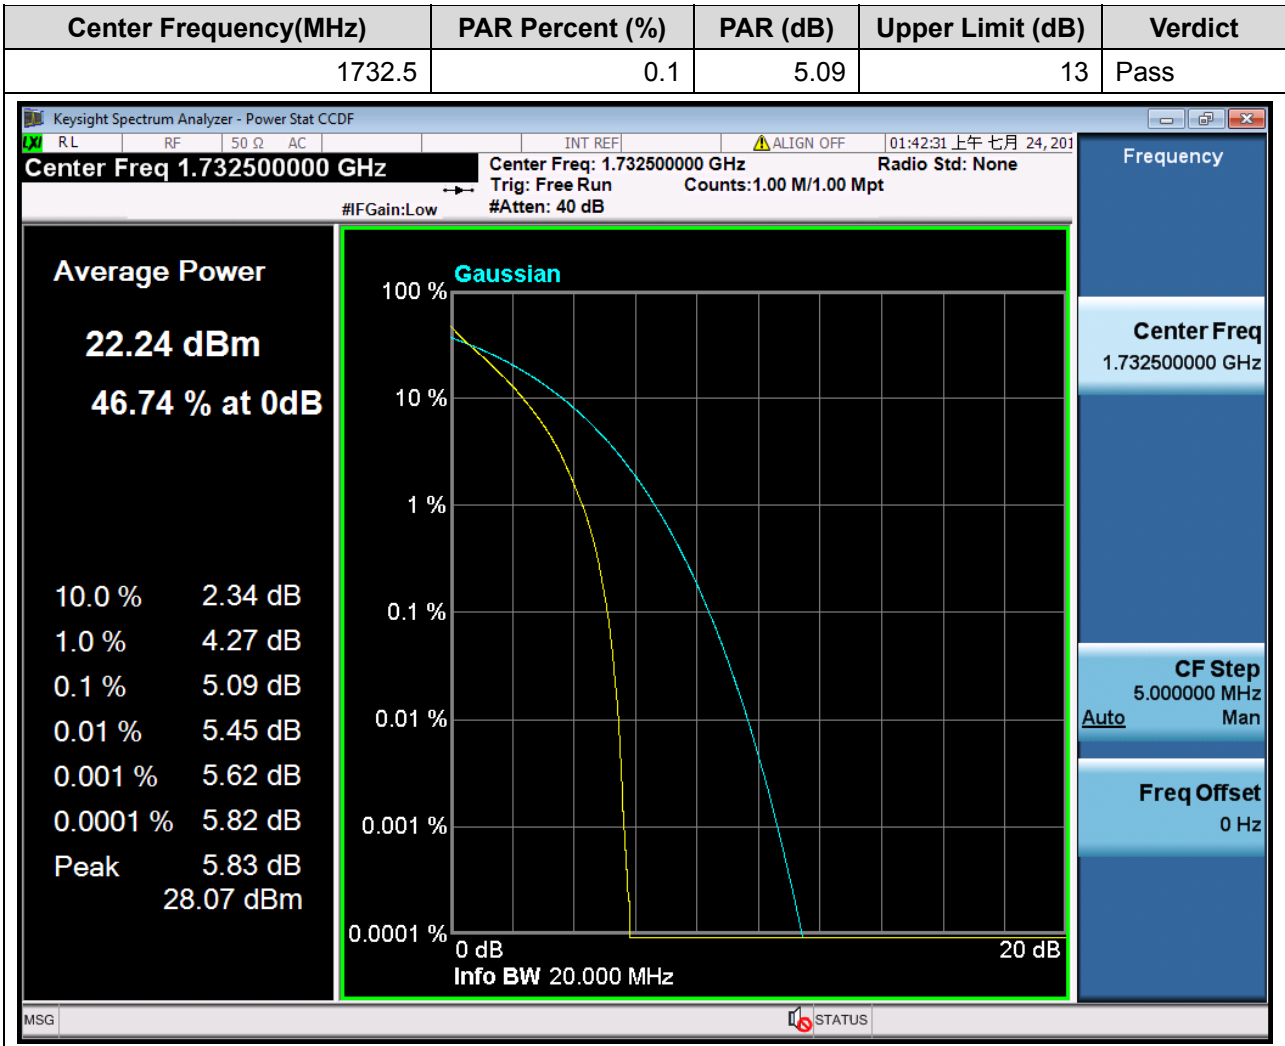 Center Frequency(MHz) PAR Percent (%) PAR (dB) Upper Limit (dB) Verdict
1732.5 0.1 5.09 13 Pass
Keysight Spectrum Analyzer - Power Stat CCDF
LXI RL RF 50 Ω AC INT REF ALIGN OFF 01:42:31 上午 七月 24, 201
Center Freq 1.732500000 GHz
Center Freq: 1.732500000 GHz Radio Std: None
Trig: Free Run Counts:1.00 M/1.00 Mpt
#IFGain:Low #Atten: 40 dB
Average Power
22.24 dBm
46.74 % at 0dB
10.0 % 2.34 dB
1.0 % 4.27 dB
0.1 % 5.09 dB
0.01 % 5.45 dB
0.001 % 5.62 dB
0.0001 % 5.82 dB
Peak 5.83 dB
28.07 dBm
Gaussian
100 %
10 %
1 %
0.1 %
0.01 %
0.001 %
0.0001 %
0 dB 20 dB
Info BW 20.000 MHz
Frequency
Center Freq
1.732500000 GHz
CF Step
5.000000 MHz
Auto Man
Freq Offset
0 Hz
MSG STATUS